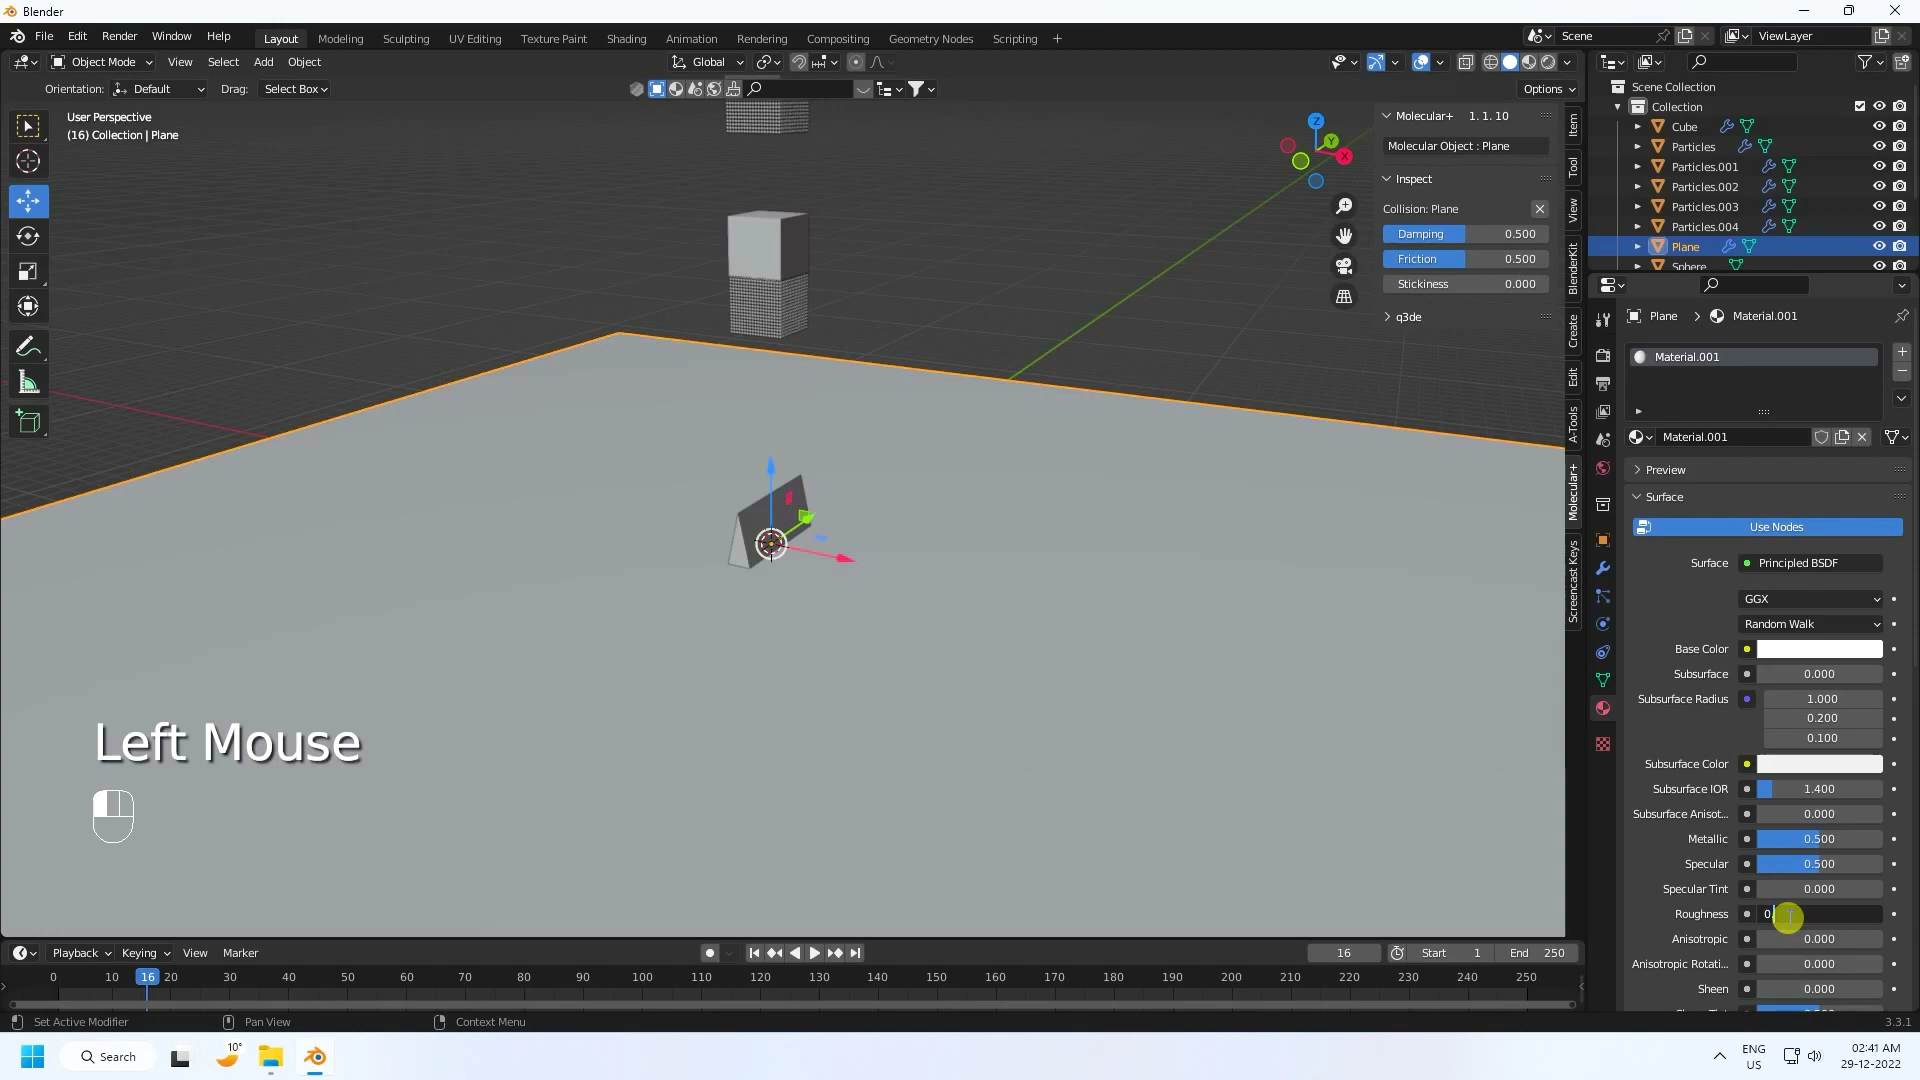 Blender
File Edit Render Window Help
Layout Modeling Sculpting UV Editing Texture Paint Shading Animation Rendering Compositing Geometry Nodes Scripting +
Scene
ViewLayer
Object Mode View Select Add Object
Global
Orientation: Default Drag: Select Box
Options
User Perspective
(16) Collection | Plane
Molecular+ 1. 1. 10
Molecular Object : Plane
Inspect
Collision: Plane
Damping 0.500
Friction 0.500
Stickiness 0.000
q3de
Z
Y
X
Item
Tool
View
BlenderKit
Create
Edit
A-Tools
Molecular+
Screencast Keys
Scene Collection
Collection
Cube
Particles
Particles.001
Particles.002
Particles.003
Particles.004
Plane
Sphere
Plane > Material.001
Material.001
Material.001
Preview
Surface
Use Nodes
Surface Principled BSDF
GGX
Random Walk
Base Color
Subsurface 0.000
Subsurface Radius 1.000
0.200
0.100
Subsurface Color
Subsurface IOR 1.400
Subsurface Anisot... 0.000
Metallic 0.500
Specular 0.500
Specular Tint 0.000
Roughness 0.
Anisotropic 0.000
Anisotropic Rotati... 0.000
Sheen 0.000
Left Mouse
Playback Keying View Marker
16 Start 1 End 250
0 10 16 20 30 40 50 60 70 80 90 100 110 120 130 140 150 160 170 180 190 200 210 220 230 240 250
Set Active Modifier Pan View Context Menu
3.3.1
10°
Search
ENG
US
02:41 AM
29-12-2022